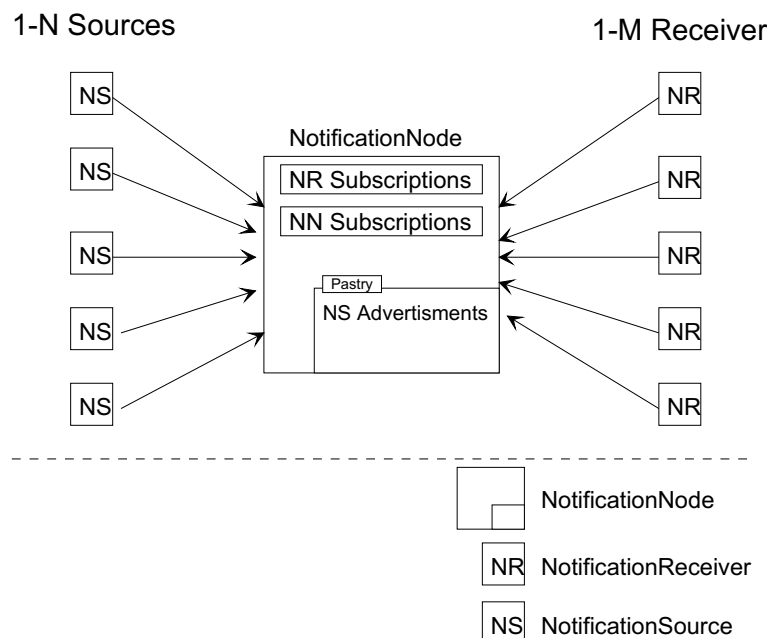 1-N Sources
1-M Receiver
NS
NR
NotificationNode
NS
NR Subscriptions
NR
NN Subscriptions
NS
NR
Pastry
NS Advertisments
NS
NR
NS
NR
NotificationNode
NR NotificationReceiver
NS NotificationSource